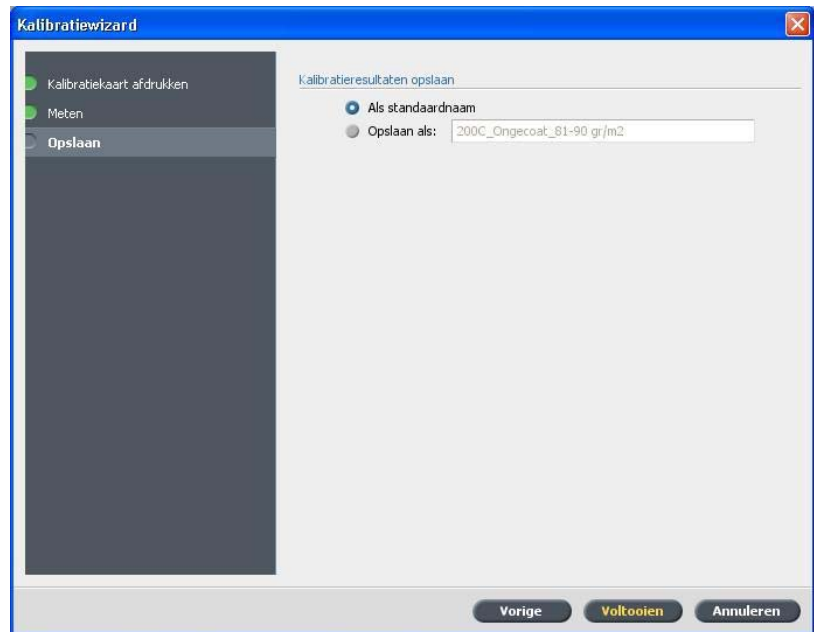 Kalibratiewizard
Kalibratiekaart afdrukken
Meten
Opslaan
Kalibratieresultaten opslaan
Als standaardnaam
Opslaan als: 200C_Ongecoat_81-90 gr/m2
Vorige Voltooien Annuleren